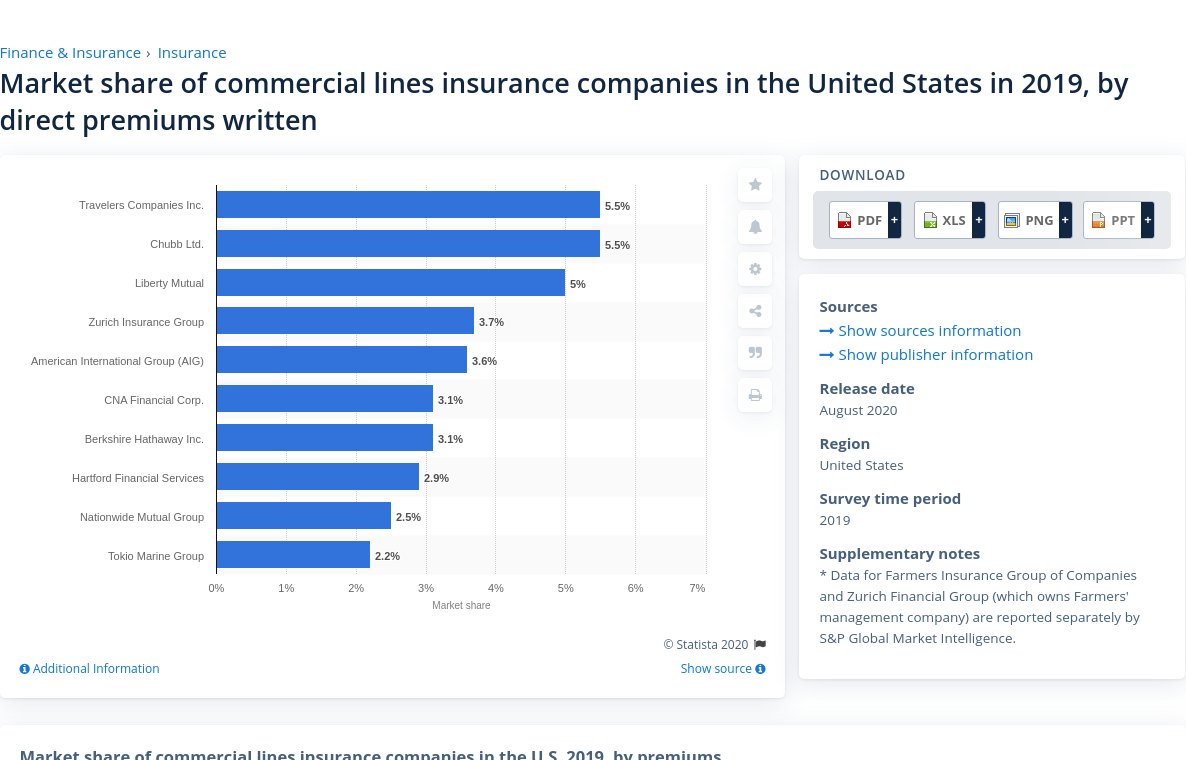 Finance & Insurance › Insurance
Market share of commercial lines insurance companies in the United States in 2019, by
direct premiums written
Travelers Companies Inc. 5.5%
Chubb Ltd. 5.5%
Liberty Mutual 5%
Zurich Insurance Group 3.7%
American International Group (AIG) 3.6%
CNA Financial Corp. 3.1%
Berkshire Hathaway Inc. 3.1%
Hartford Financial Services 2.9%
Nationwide Mutual Group 2.5%
Tokio Marine Group 2.2%
0% 1% 2% 3% 4% 5% 6% 7%
Market share
© Statista 2020
Additional Information
Show source
DOWNLOAD
PDF + XLS + PNG + PPT +
Sources
Show sources information
Show publisher information
Release date
August 2020
Region
United States
Survey time period
2019
Supplementary notes
* Data for Farmers Insurance Group of Companies
and Zurich Financial Group (which owns Farmers'
management company) are reported separately by
S&P Global Market Intelligence.
Market share of commercial lines insurance companies in the U.S. 2019, by premiums